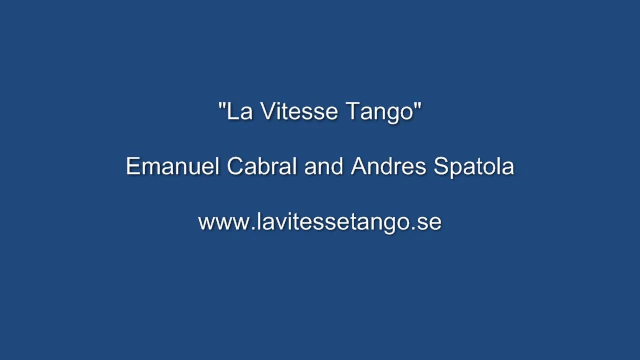 "La Vitesse Tango"
Emanuel Cabral and Andres Spatola
www.lavitessetango.se